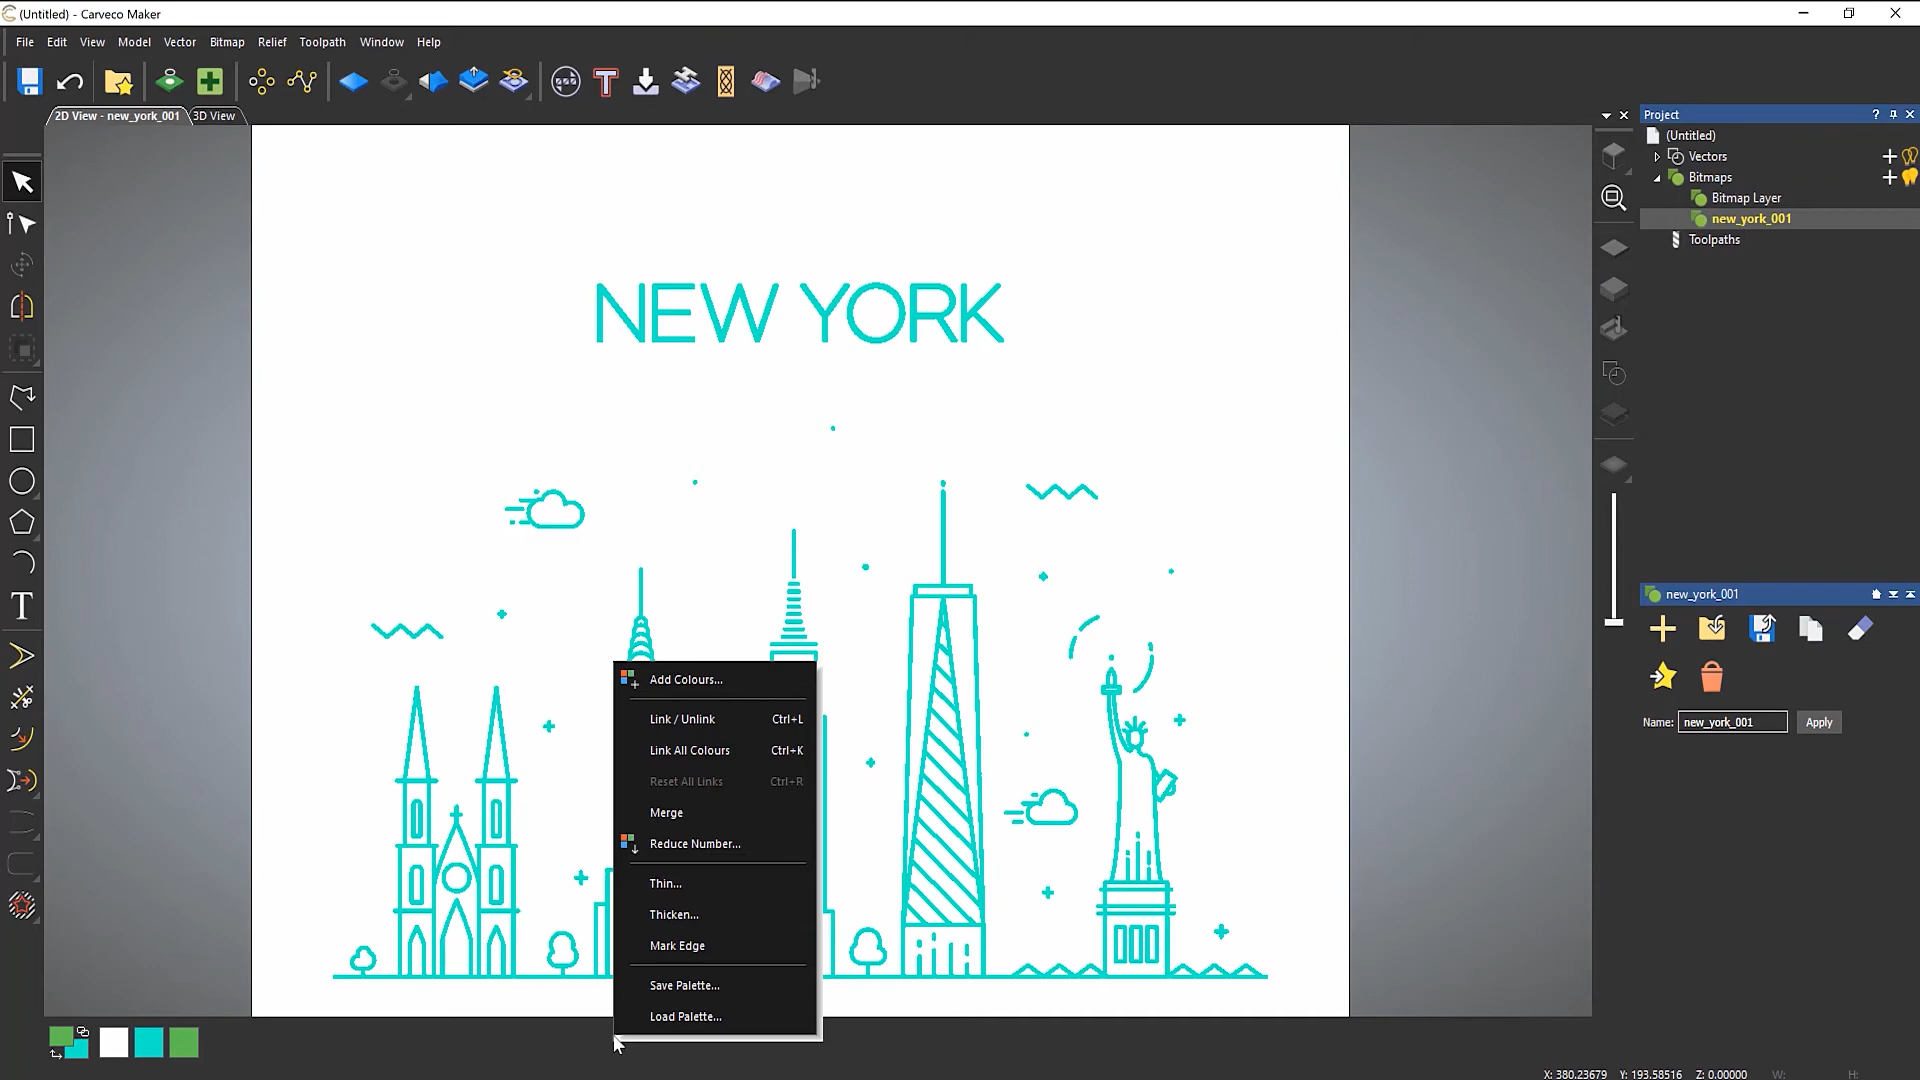 (Untitled) - Carveco Maker
File Edit View Model Vector Bitmap Relief Toolpath Window Help
2D View - new_york_001 3D View
Project
(Untitled)
Vectors
Bitmaps
Bitmap Layer
new_york_001
Toolpaths
NEW YORK
new_york_001
Name: new_york_001 Apply
Add Colours...
Link / Unlink Ctrl+L
Link All Colours Ctrl+K
Reset All Links Ctrl+R
Merge
Reduce Number...
Thin...
Thicken...
Mark Edge
Save Palette...
Load Palette...
X: 380.23679 Y: 193.58516 Z: 0.00000 W: H: